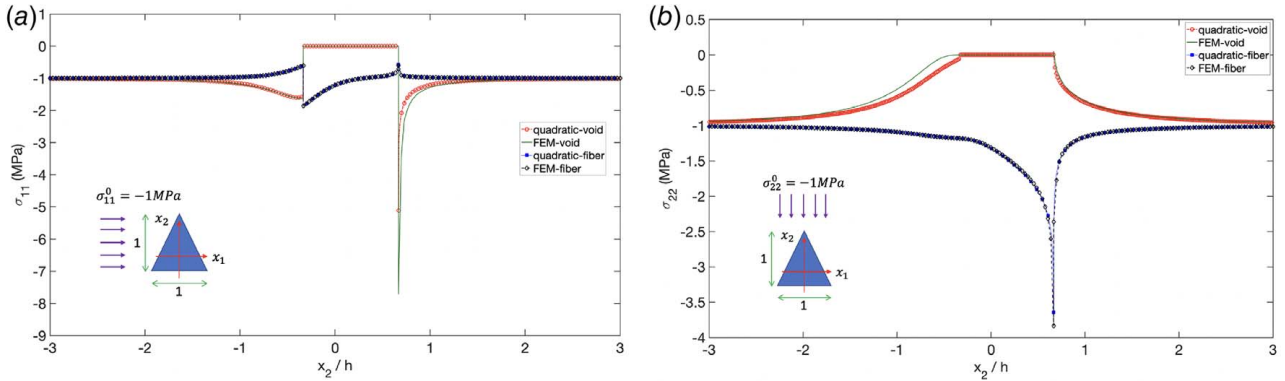 (a)
1
0
-1
-2
-3
-4
-5
-6
-7
-8
-9
σ₁₁ (MPa)
quadratic-void
FEM-void
quadratic-fiber
FEM-fiber
σ⁰₁₁ = −1MPa
x₂
1
x₁
1
-3
-2
-1
0
1
2
3
x₂ / h
(b)
0.5
0
-0.5
-1
-1.5
-2
-2.5
-3
-3.5
-4
σ₂₂ (MPa)
quadratic-void
FEM-void
quadratic-fiber
FEM-fiber
σ⁰₂₂ = −1MPa
x₂
1
x₁
1
-3
-2
-1
0
1
2
3
x₂ / h